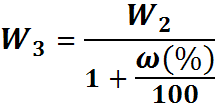 W₃ = W₂ / (1 + ω(%)/100)